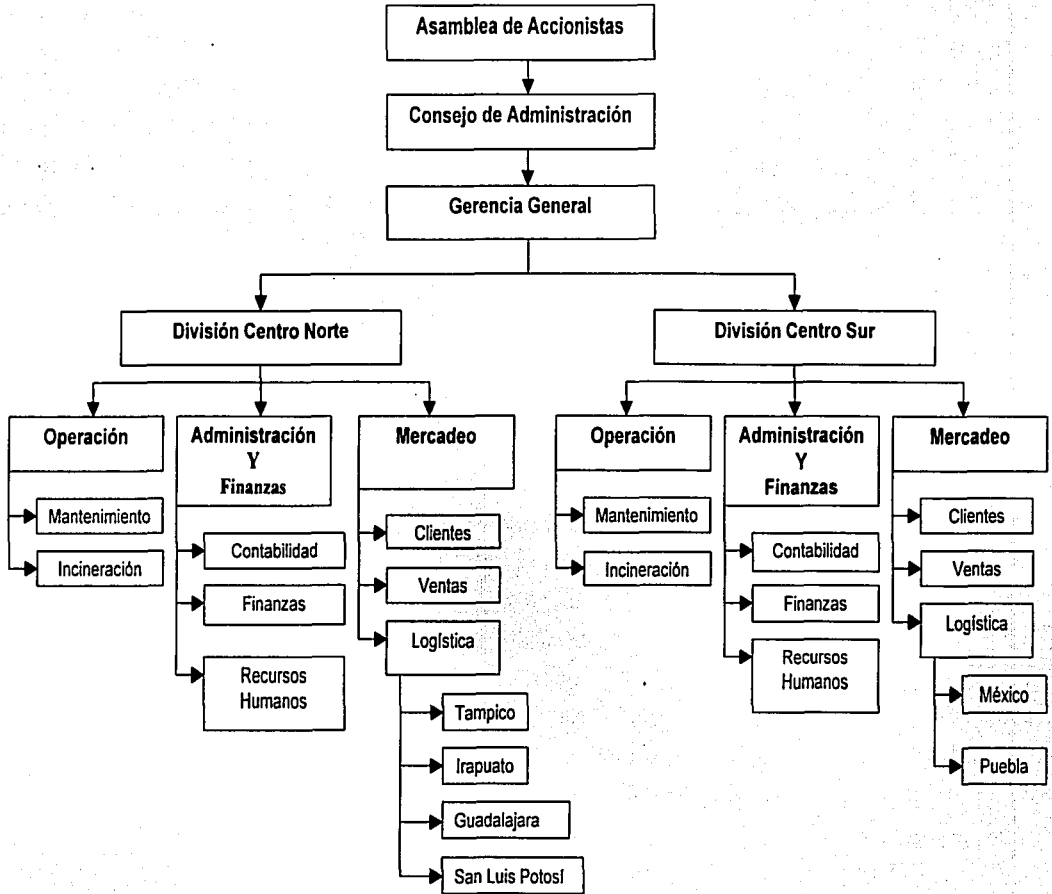 Asamblea de Accionistas
Consejo de Administración
Gerencia General
División Centro Norte
División Centro Sur
Operación
Mantenimiento
Incineración
Administración
Y
Finanzas
Contabilidad
Finanzas
Recursos
Humanos
Mercadeo
Clientes
Ventas
Logística
Tampico
Irapuato
Guadalajara
San Luis Potosí
Operación
Mantenimiento
Incineración
Administración
Y
Finanzas
Contabilidad
Finanzas
Recursos
Humanos
Mercadeo
Clientes
Ventas
Logística
México
Puebla